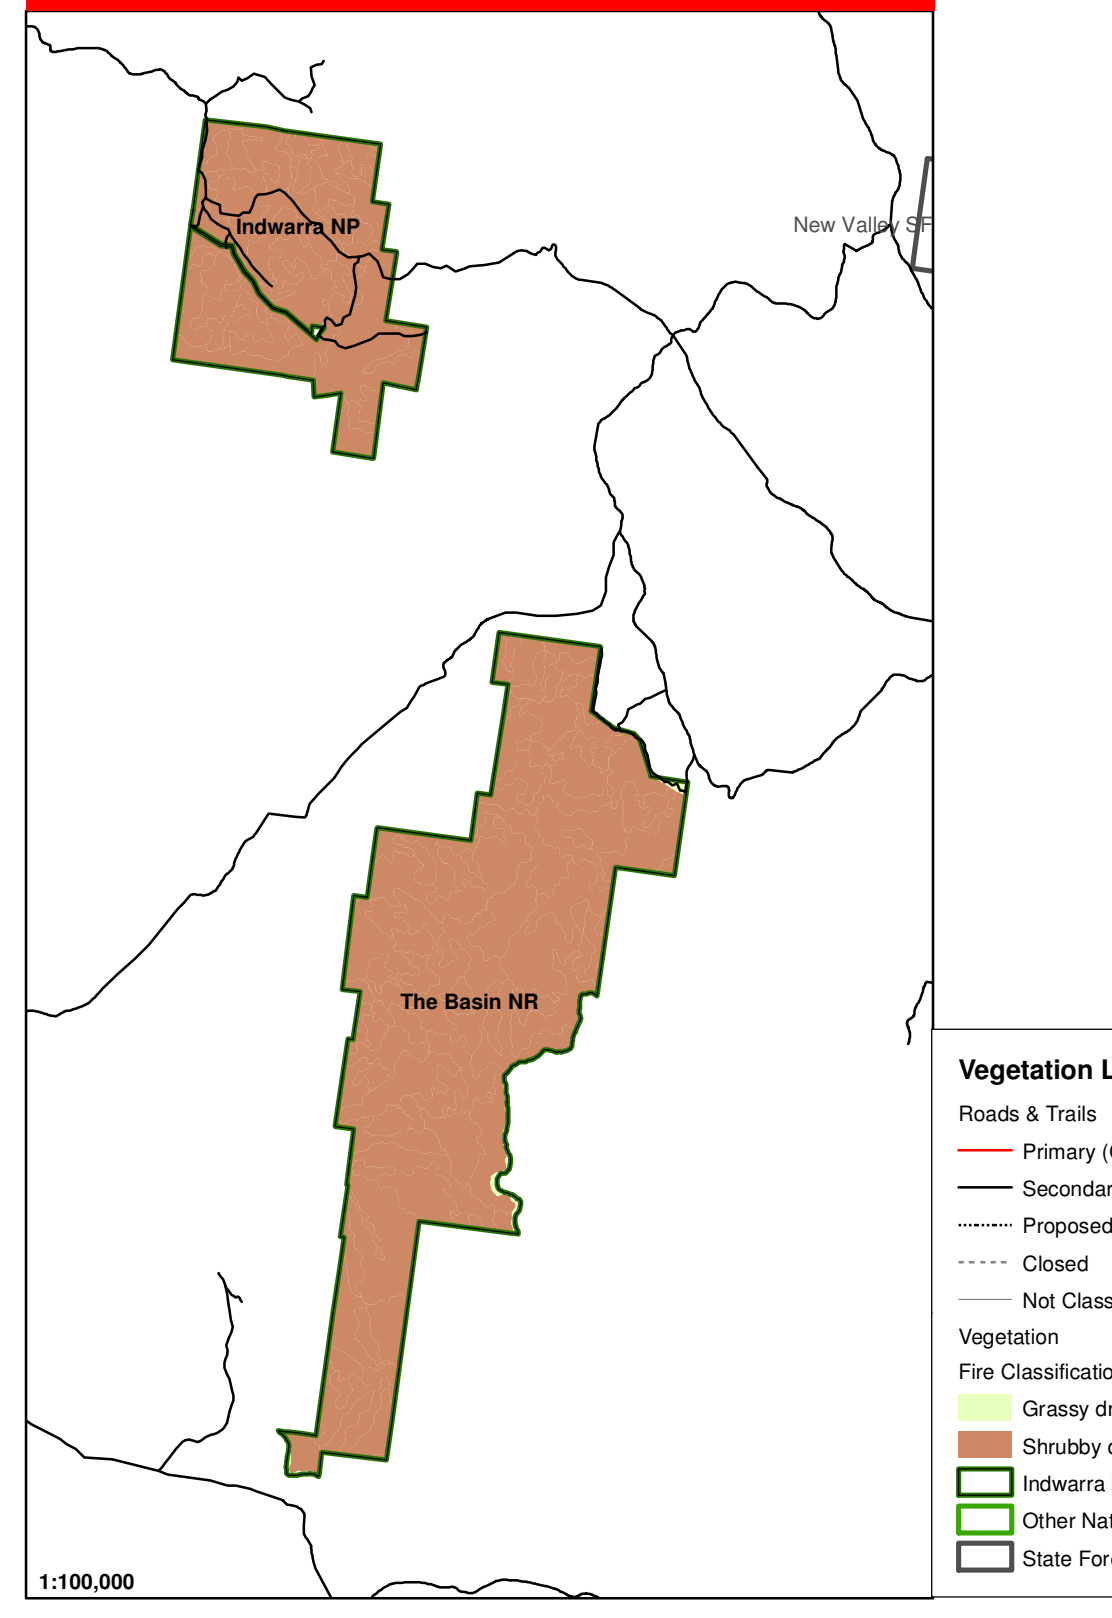 Indwarra NP
New Valley SF
The Basin NR
1:100,000
Vegetation L
Roads & Trails
Primary (
Secondar
Proposed
Closed
Not Class
Vegetation
Fire Classificatio
Grassy dr
Shrubby
Indwarra
Other Nat
State Fore